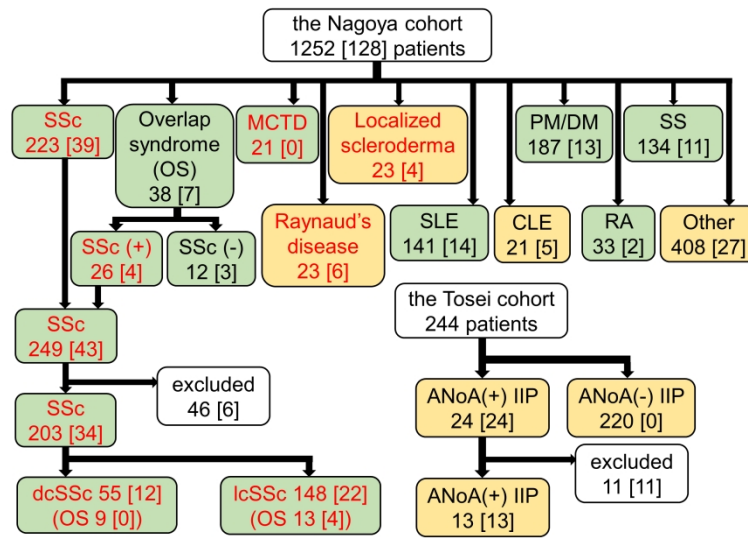 the Nagoya cohort
1252 [128] patients
SSc
223 [39]
Overlap
syndrome
(OS)
38 [7]
MCTD
21 [0]
Localized
scleroderma
23 [4]
PM/DM
187 [13]
SS
134 [11]
Raynaud's
disease
23 [6]
SLE
141 [14]
CLE
21 [5]
RA
33 [2]
Other
408 [27]
SSc (+)
26 [4]
SSc (-)
12 [3]
SSc
249 [43]
excluded
46 [6]
SSc
203 [34]
dcSSc 55 [12]
(OS 9 [0])
lcSSc 148 [22]
(OS 13 [4])
the Tosei cohort
244 patients
ANoA(+) IIP
24 [24]
ANoA(-) IIP
220 [0]
excluded
11 [11]
ANoA(+) IIP
13 [13]